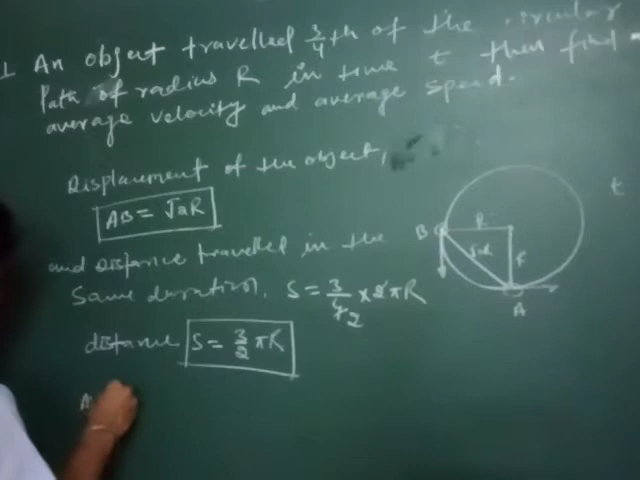 1 An object travelled 3/4th of the circular
Path of radius R in time t then find -
average velocity and average speed.
Displacement of the object,
AB = √2R
and Distance travelled in the
Same duration, S = 3/4 × 2πR
2
distance S = 3/2 πR
A
t
B
R
√2R
A